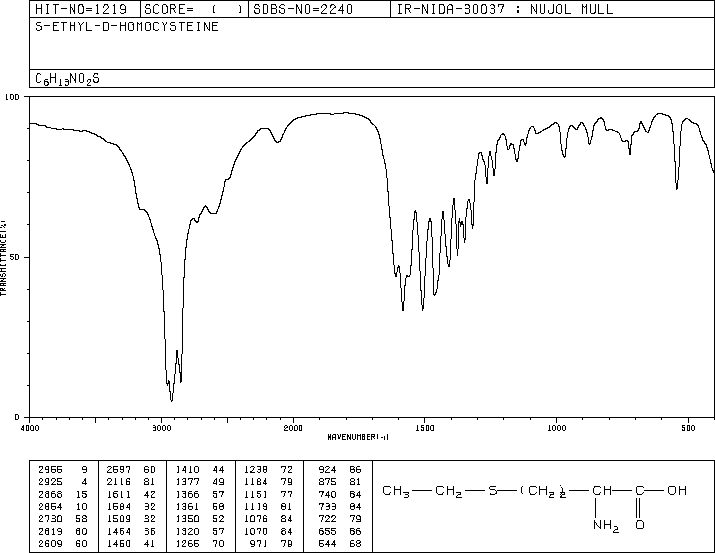 HIT-NO=1219 SCORE= ( ) SDBS-NO=2240 IR-NIDA-30037 : NUJOL MULL
S-ETHYL-D-HOMOCYSTEINE
C6H13NO2S
100
50
0
TRANSMITTANCE(%)
4000 3000 2000 1500 1000 500
WAVENUMBER(-1)
2956 9 2597 60 1410 44 1238 72 924 86
2925 4 2116 81 1377 49 1184 79 875 81
2868 15 1611 42 1366 57 1151 77 740 84
2854 10 1584 32 1361 58 1119 81 733 84
2730 58 1509 32 1350 52 1076 84 722 79
2619 60 1464 36 1320 57 1070 84 655 86
2609 60 1460 41 1265 70 971 79 544 68
CH3 CH2 S (CH2)2 CH C OH
NH2 O